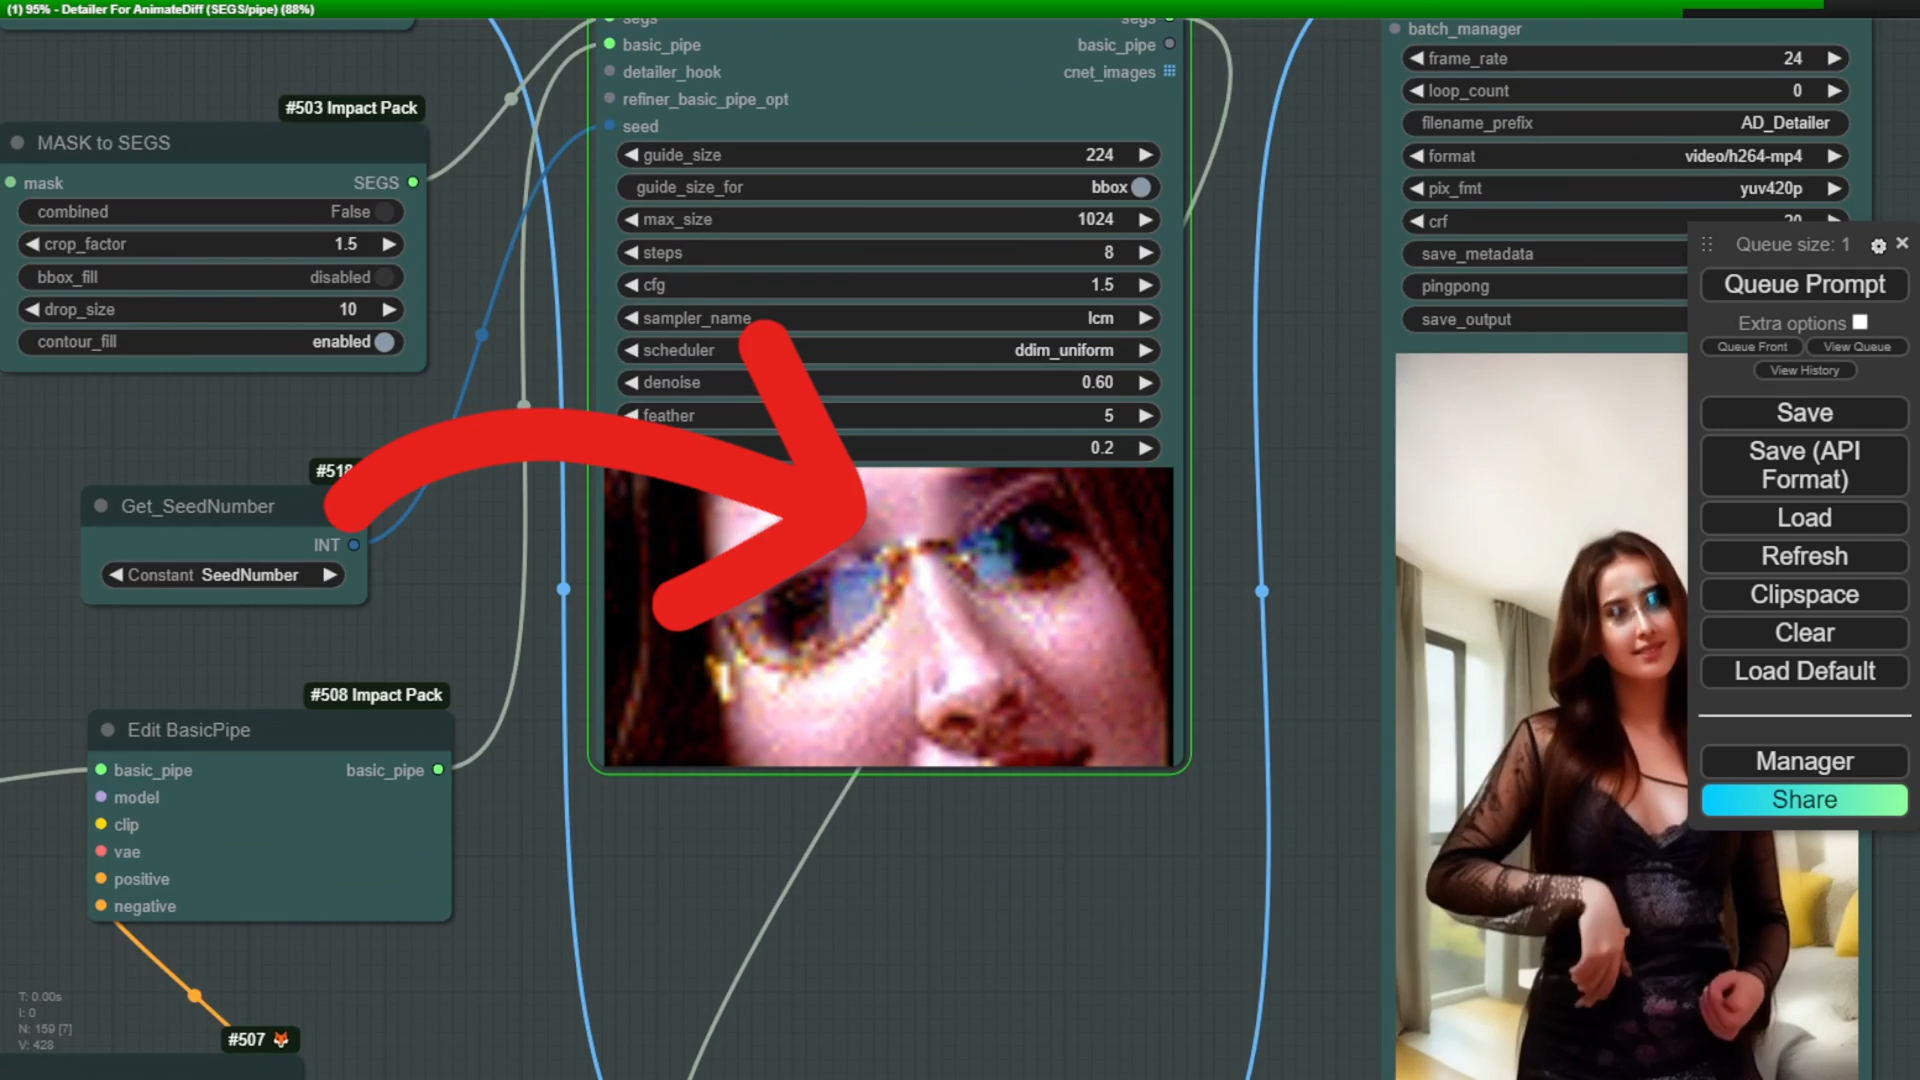 (1) 95% - Detailer For AnimateDiff (SEGS/pipe) (88%)
#503 Impact Pack
MASK to SEGS
mask SEGS
combined False
crop_factor 1.5
bbox_fill disabled
drop_size 10
contour_fill enabled
#518
Get_SeedNumber
INT
Constant SeedNumber
#508 Impact Pack
Edit BasicPipe
basic_pipe basic_pipe
model
clip
vae
positive
negative
#507
T: 0.00s
I: 0
N: 159 [7]
V: 428
segs segs
basic_pipe basic_pipe
detailer_hook cnet_images
refiner_basic_pipe_opt
seed
guide_size 224
guide_size_for bbox
max_size 1024
steps 8
cfg 1.5
sampler_name lcm
scheduler ddim_uniform
denoise 0.60
feather 5
0.2
batch_manager
frame_rate 24
loop_count 0
filename_prefix AD_Detailer
format video/h264-mp4
pix_fmt yuv420p
crf 20
save_metadata
pingpong
save_output
Queue size: 1
Queue Prompt
Extra options
Queue Front View Queue
View History
Save
Save (API
Format)
Load
Refresh
Clipspace
Clear
Load Default
Manager
Share